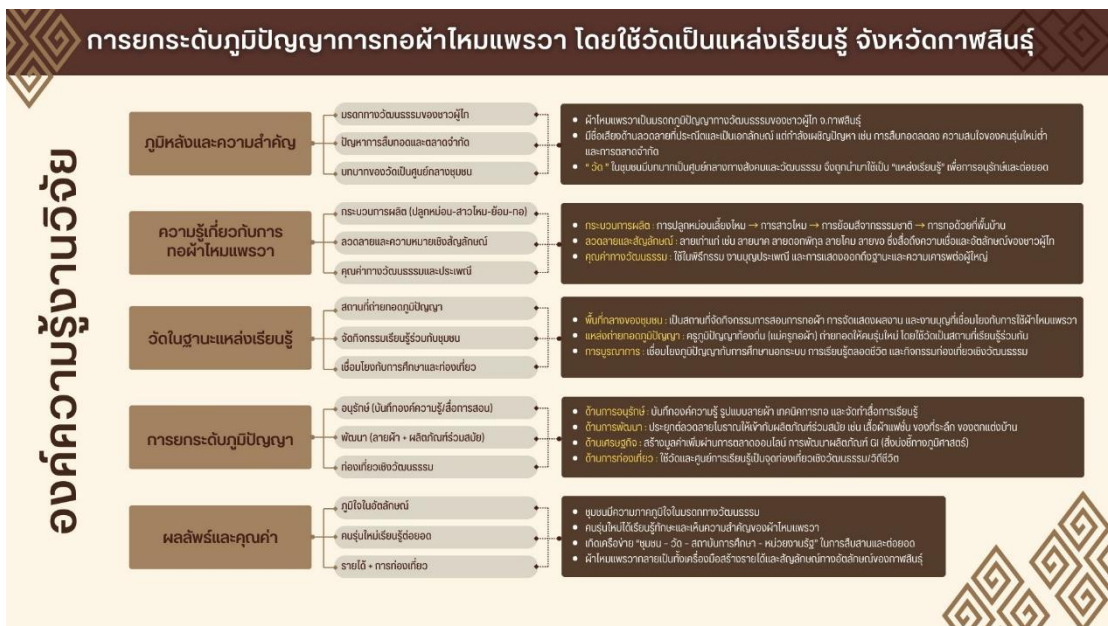 การยกระดับภูมิปัญญาการทอผ้าไหมแพรวา โดยใช้วัดเป็นแหล่งเรียนรู้ จังหวัดกาฬสินธุ์
องค์ความรู้ด้านวิจัย
ภูมิหลังและความสำคัญ
มรดกทางวัฒนธรรมของชาวผู้ไท
ปัญหาการสืบทอดและตลาดจำกัด
บทบาทของวัดเป็นศูนย์กลางชุมชน
ผ้าไหมแพรวาเป็นมรดกภูมิปัญญาทางวัฒนธรรมของชาวผู้ไท จ.กาฬสินธุ์
มีชื่อเสียงด้านลวดลายที่ประณีตและเป็นเอกลักษณ์ แต่กำลังเผชิญปัญหา เช่น การสืบทอดลดลง ความสนใจของคนรุ่นใหม่ต่ำ
และการตลาดจำกัด
“ วัด ” ในชุมชนมีบทบาทเป็นศูนย์กลางทางสังคมและวัฒนธรรม จึงถูกนำมาใช้เป็น “แหล่งเรียนรู้” เพื่อการอนุรักษ์และต่อยอด
ความรู้เกี่ยวกับการ
ทอผ้าไหมแพรวา
กระบวนการผลิต (ปลูกหม่อน-สาวไหม-ย้อม-ทอ)
ลวดลายและความหมายเชิงสัญลักษณ์
คุณค่าทางวัฒนธรรมและประเพณี
กระบวนการผลิต : การปลูกหม่อนเลี้ยงไหม → การสาวไหม → การย้อมสีจากธรรมชาติ → การทอด้วยกี่พื้นบ้าน
ลวดลายและสัญลักษณ์ : ลายเก่าแก่ เช่น ลายนาค ลายดอกพิกุล ลายโคม ลายขอ ซึ่งสื่อถึงความเชื่อและอัตลักษณ์ของชาวผู้ไท
คุณค่าทางวัฒนธรรม : ใช้ในพิธีกรรม งานบุญประเพณี และการแสดงออกถึงฐานะและความเคารพต่อผู้ใหญ่
วัดในฐานะแหล่งเรียนรู้
สถานที่ถ่ายทอดภูมิปัญญา
จัดกิจกรรมเรียนรู้ร่วมกับชุมชน
เชื่อมโยงกับการศึกษาและท่องเที่ยว
พื้นที่กลางของชุมชน : เป็นสถานที่จัดกิจกรรมการสอนการทอผ้า การจัดแสดงผลงาน และงานบุญที่เชื่อมโยงกับการใช้ผ้าไหมแพรวา
แหล่งถ่ายทอดภูมิปัญญา : ครูภูมิปัญญาท้องถิ่น (แม่ครูทอผ้า) ถ่ายทอดให้คนรุ่นใหม่ โดยใช้วัดเป็นสถานที่เรียนรู้ร่วมกัน
การบูรณาการ : เชื่อมโยงภูมิปัญญากับการศึกษานอกระบบ การเรียนรู้ตลอดชีวิต และกิจกรรมท่องเที่ยวเชิงวัฒนธรรม
การยกระดับภูมิปัญญา
อนุรักษ์ (บันทึกองค์ความรู้/สื่อการสอน)
พัฒนา (ลายผ้า + ผลิตภัณฑ์ร่วมสมัย)
ท่องเที่ยวเชิงวัฒนธรรม
ด้านการอนุรักษ์ : บันทึกองค์ความรู้ รูปแบบลายผ้า เทคนิคการทอ และจัดทำสื่อการเรียนรู้
ด้านการพัฒนา : ประยุกต์ลวดลายโบราณให้เข้ากับผลิตภัณฑ์ร่วมสมัย เช่น เสื้อผ้าแฟชั่น ของที่ระลึก ของตกแต่งบ้าน
ด้านเศรษฐกิจ : สร้างมูลค่าเพิ่มผ่านการตลาดออนไลน์ การพัฒนาผลิตภัณฑ์ GI (สิ่งบ่งชี้ทางภูมิศาสตร์)
ด้านการท่องเที่ยว : ใช้วัดและศูนย์การเรียนรู้เป็นจุดท่องเที่ยวเชิงวัฒนธรรม/วิถีชีวิต
ผลลัพธ์และคุณค่า
ภูมิใจในอัตลักษณ์
คนรุ่นใหม่เรียนรู้ต่อยอด
รายได้ + การท่องเที่ยว
ชุมชนมีความภาคภูมิใจในมรดกทางวัฒนธรรม
คนรุ่นใหม่ได้เรียนรู้ทักษะและเห็นความสำคัญของผ้าไหมแพรวา
เกิดเครือข่าย “ชุมชน – วัด – สถาบันการศึกษา – หน่วยงานรัฐ” ในการสืบสานและต่อยอด
ผ้าไหมแพรวากลายเป็นทั้งเครื่องมือสร้างรายได้และสัญลักษณ์ทางอัตลักษณ์ของกาฬสินธุ์